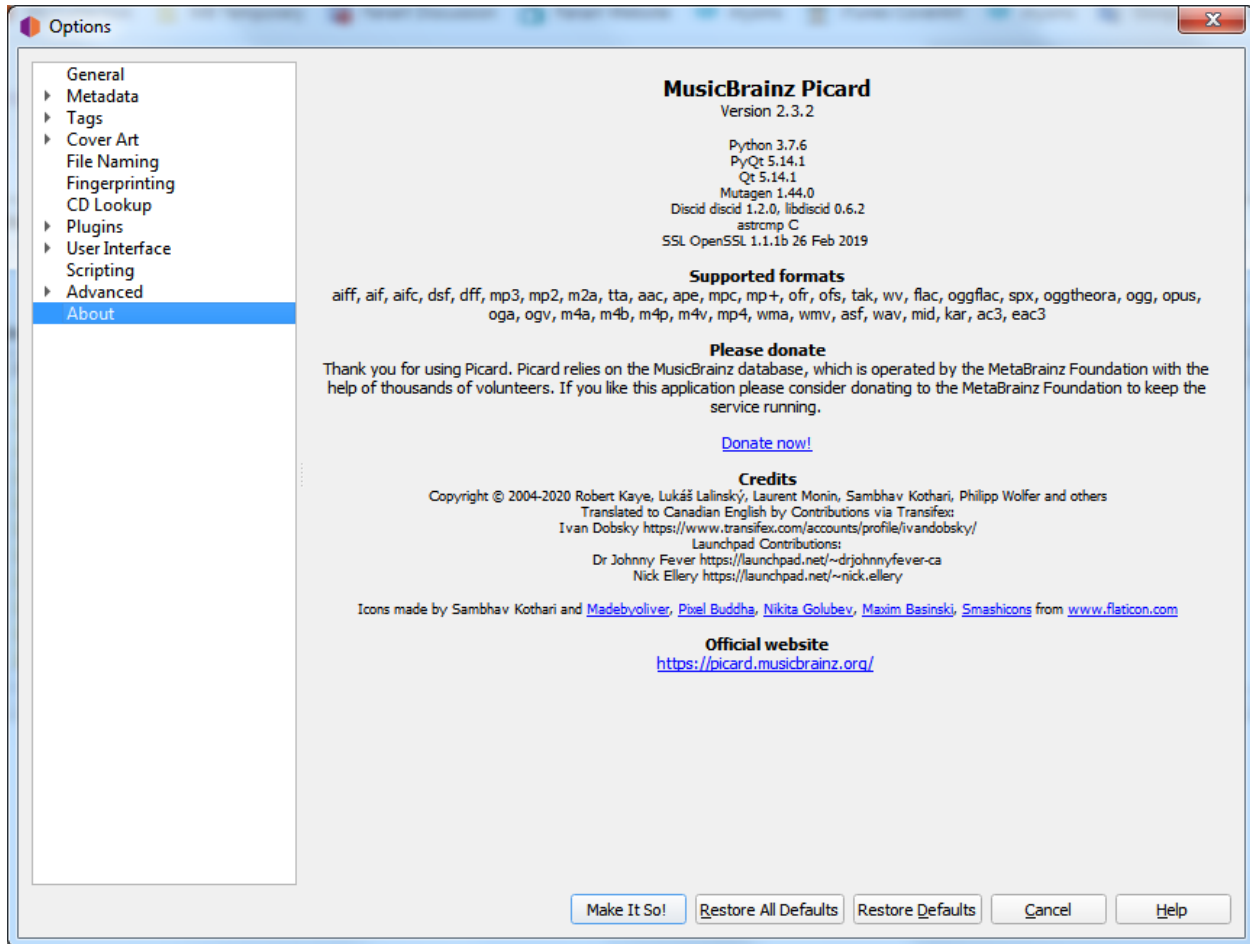 Options
General
Metadata
Tags
Cover Art
File Naming
Fingerprinting
CD Lookup
Plugins
User Interface
Scripting
Advanced
About
MusicBrainz Picard
Version 2.3.2
Python 3.7.6
PyQt 5.14.1
Qt 5.14.1
Mutagen 1.44.0
Discid discid 1.2.0, libdiscid 0.6.2
astrcmp C
SSL OpenSSL 1.1.1b 26 Feb 2019
Supported formats
aiff, aif, aifc, dsf, dff, mp3, mp2, m2a, tta, aac, ape, mpc, mp+, ofr, ofs, tak, wv, flac, oggflac, spx, oggtheora, ogg, opus,
oga, ogv, m4a, m4b, m4p, m4v, mp4, wma, wmv, asf, wav, mid, kar, ac3, eac3
Please donate
Thank you for using Picard. Picard relies on the MusicBrainz database, which is operated by the MetaBrainz Foundation with the
help of thousands of volunteers. If you like this application please consider donating to the MetaBrainz Foundation to keep the
service running.
Donate now!
Credits
Copyright © 2004-2020 Robert Kaye, Lukáš Lalinský, Laurent Monin, Sambhav Kothari, Philipp Wolfer and others
Translated to Canadian English by Contributions via Transifex:
Ivan Dobsky https://www.transifex.com/accounts/profile/ivandobsky/
Launchpad Contributions:
Dr Johnny Fever https://launchpad.net/~drjohnnyfever-ca
Nick Ellery https://launchpad.net/~nick.ellery
Icons made by Sambhav Kothari and Madebyoliver, Pixel Buddha, Nikita Golubev, Maxim Basinski, Smashicons from www.flaticon.com
Official website
https://picard.musicbrainz.org/
Make It So!
Restore All Defaults
Restore Defaults
Cancel
Help